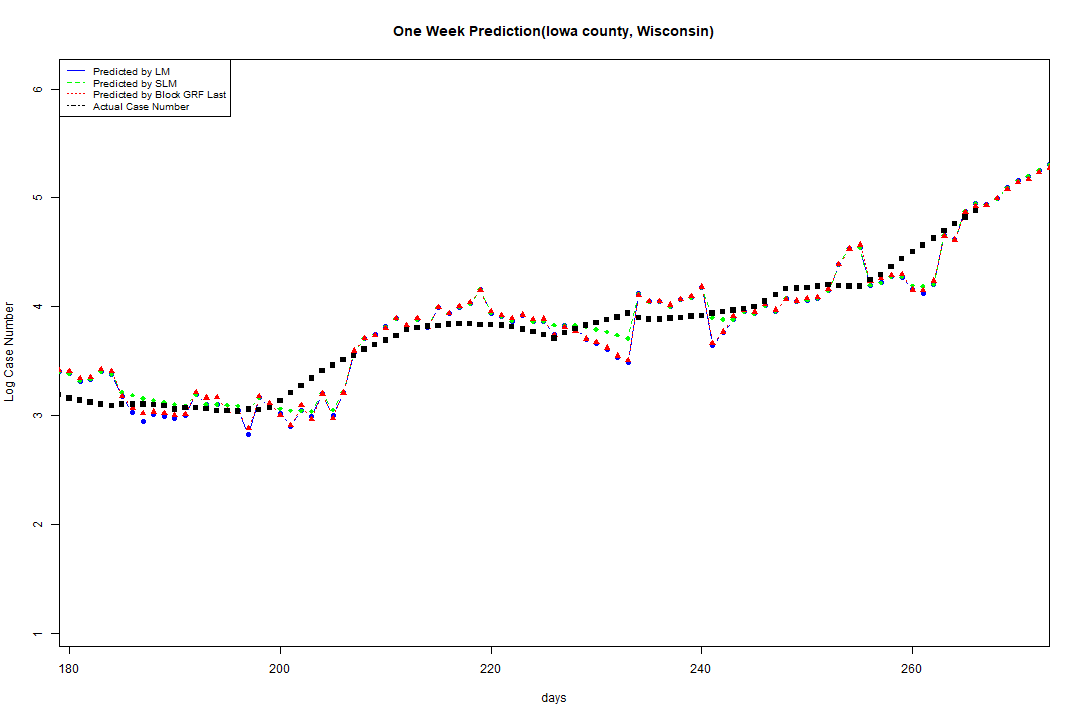 One Week Prediction(Iowa county, Wisconsin)
Predicted by LM
Predicted by SLM
Predicted by Block GRF Last
Actual Case Number
6
5
4
3
2
1
Log Case Number
180 200 220 240 260
days